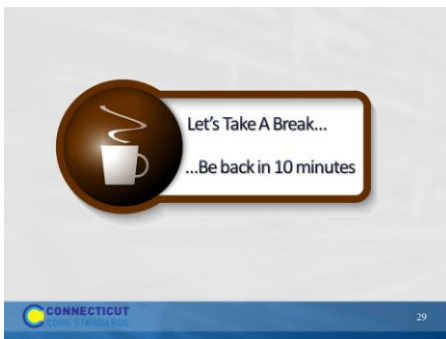 Let's Take A Break...
...Be back in 10 minutes
CONNECTICUT
CORE STANDARDS
29